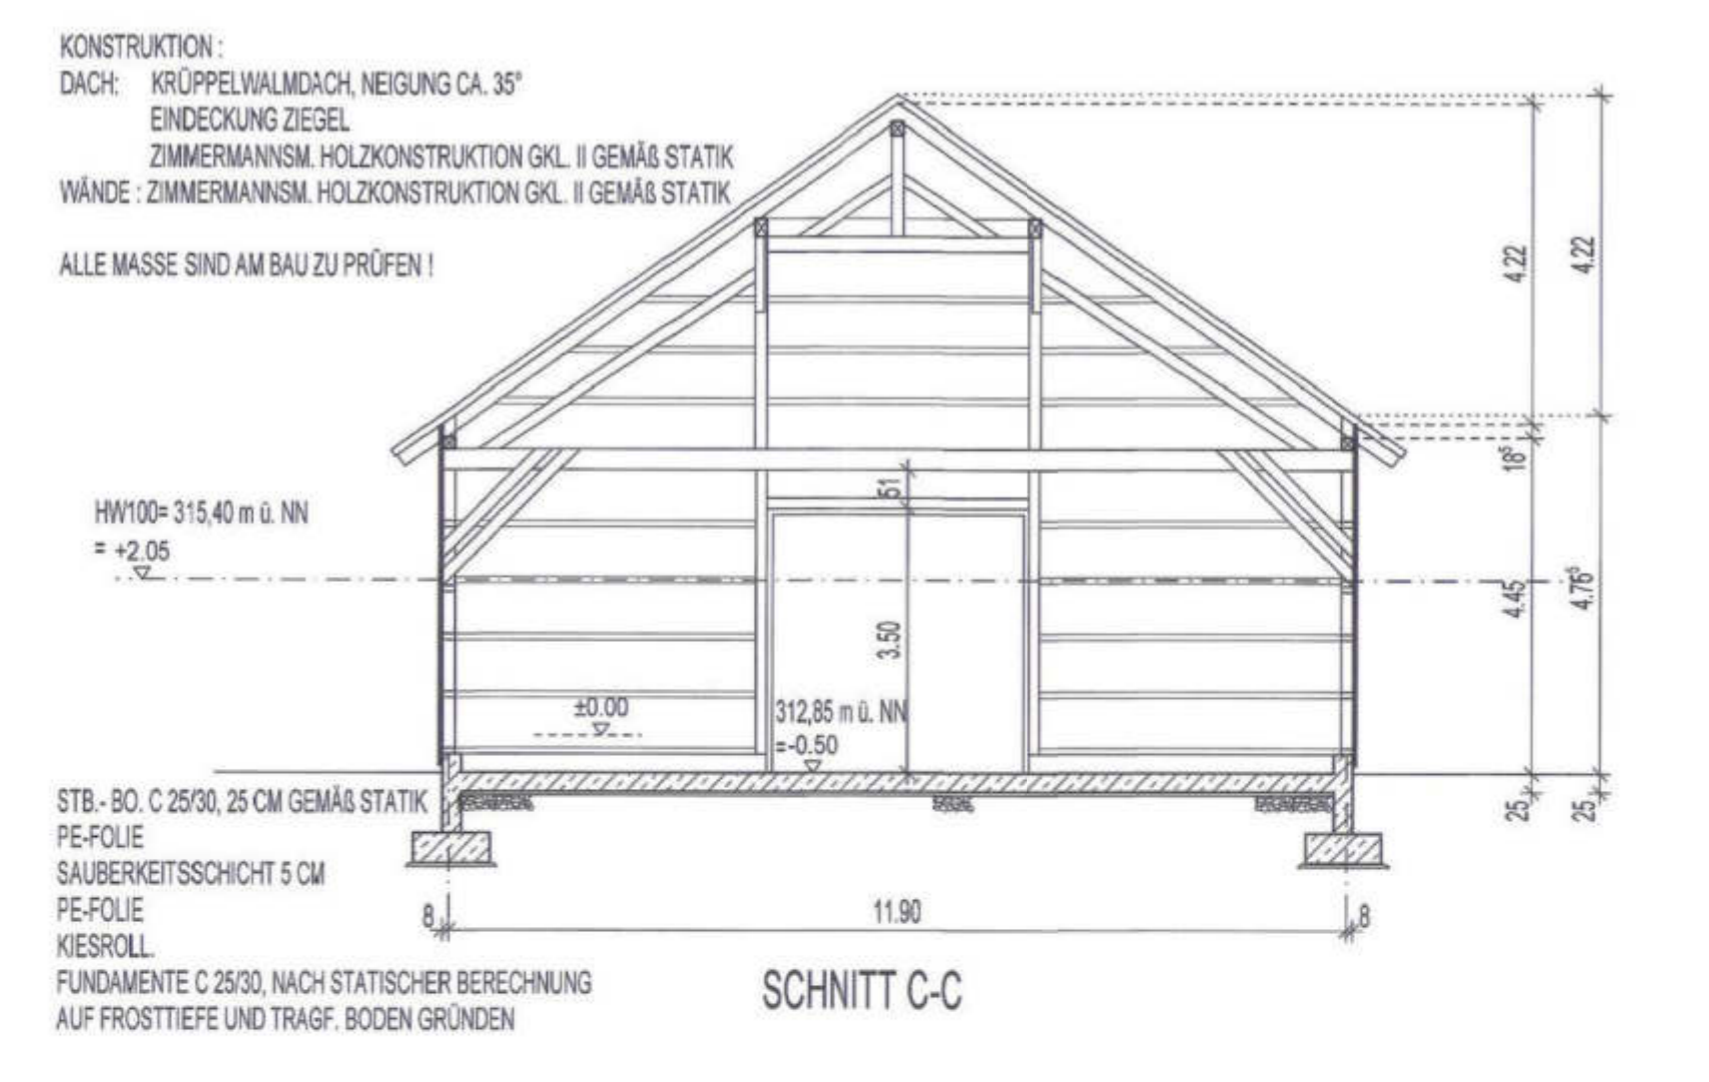 KONSTRUKTION :
DACH: KRÜPPELWALMDACH, NEIGUNG CA. 35°
EINDECKUNG ZIEGEL
ZIMMERMANNSM. HOLZKONSTRUKTION GKL. II GEMÄß STATIK
WÄNDE : ZIMMERMANNSM. HOLZKONSTRUKTION GKL. II GEMÄß STATIK
ALLE MASSE SIND AM BAU ZU PRÜFEN !
4.22
4.22
18⁵
51
HW100= 315,40 m ü. NN
= +2.05
4.45
4.75⁵
3.50
±0.00
312,85 m ü. NN
=-0.50
25
25
STB.- BO. C 25/30, 25 CM GEMÄß STATIK
PE-FOLIE
SAUBERKEITSSCHICHT 5 CM
PE-FOLIE
KIESROLL.
FUNDAMENTE C 25/30, NACH STATISCHER BERECHNUNG
AUF FROSTTIEFE UND TRAGF. BODEN GRÜNDEN
8
11.90
8
SCHNITT C-C